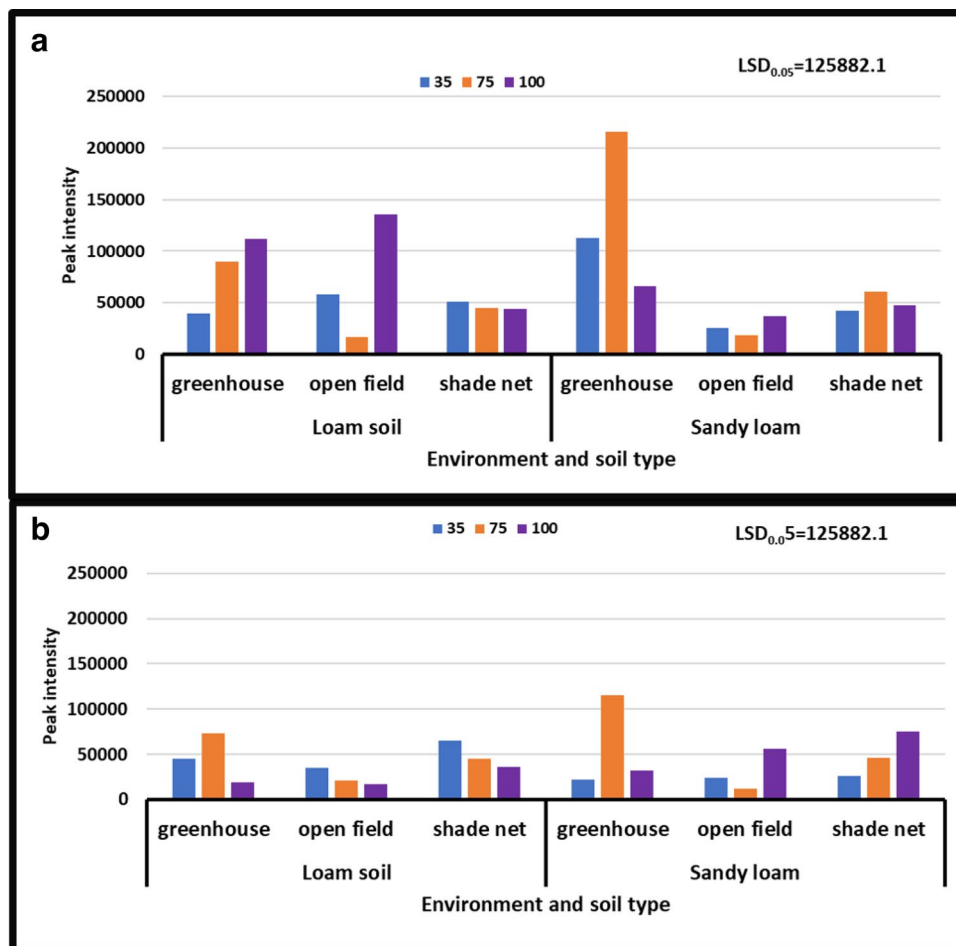 a
LSD0.05=125882.1
35 75 100
250000
200000
150000
100000
50000
0
Peak intensity
greenhouse open field shade net greenhouse open field shade net
Loam soil Sandy loam
Environment and soil type
b
35 75 100
LSD0.05=125882.1
250000
200000
150000
100000
50000
0
Peak intensity
greenhouse open field shade net greenhouse open field shade net
Loam soil Sandy loam
Environment and soil type